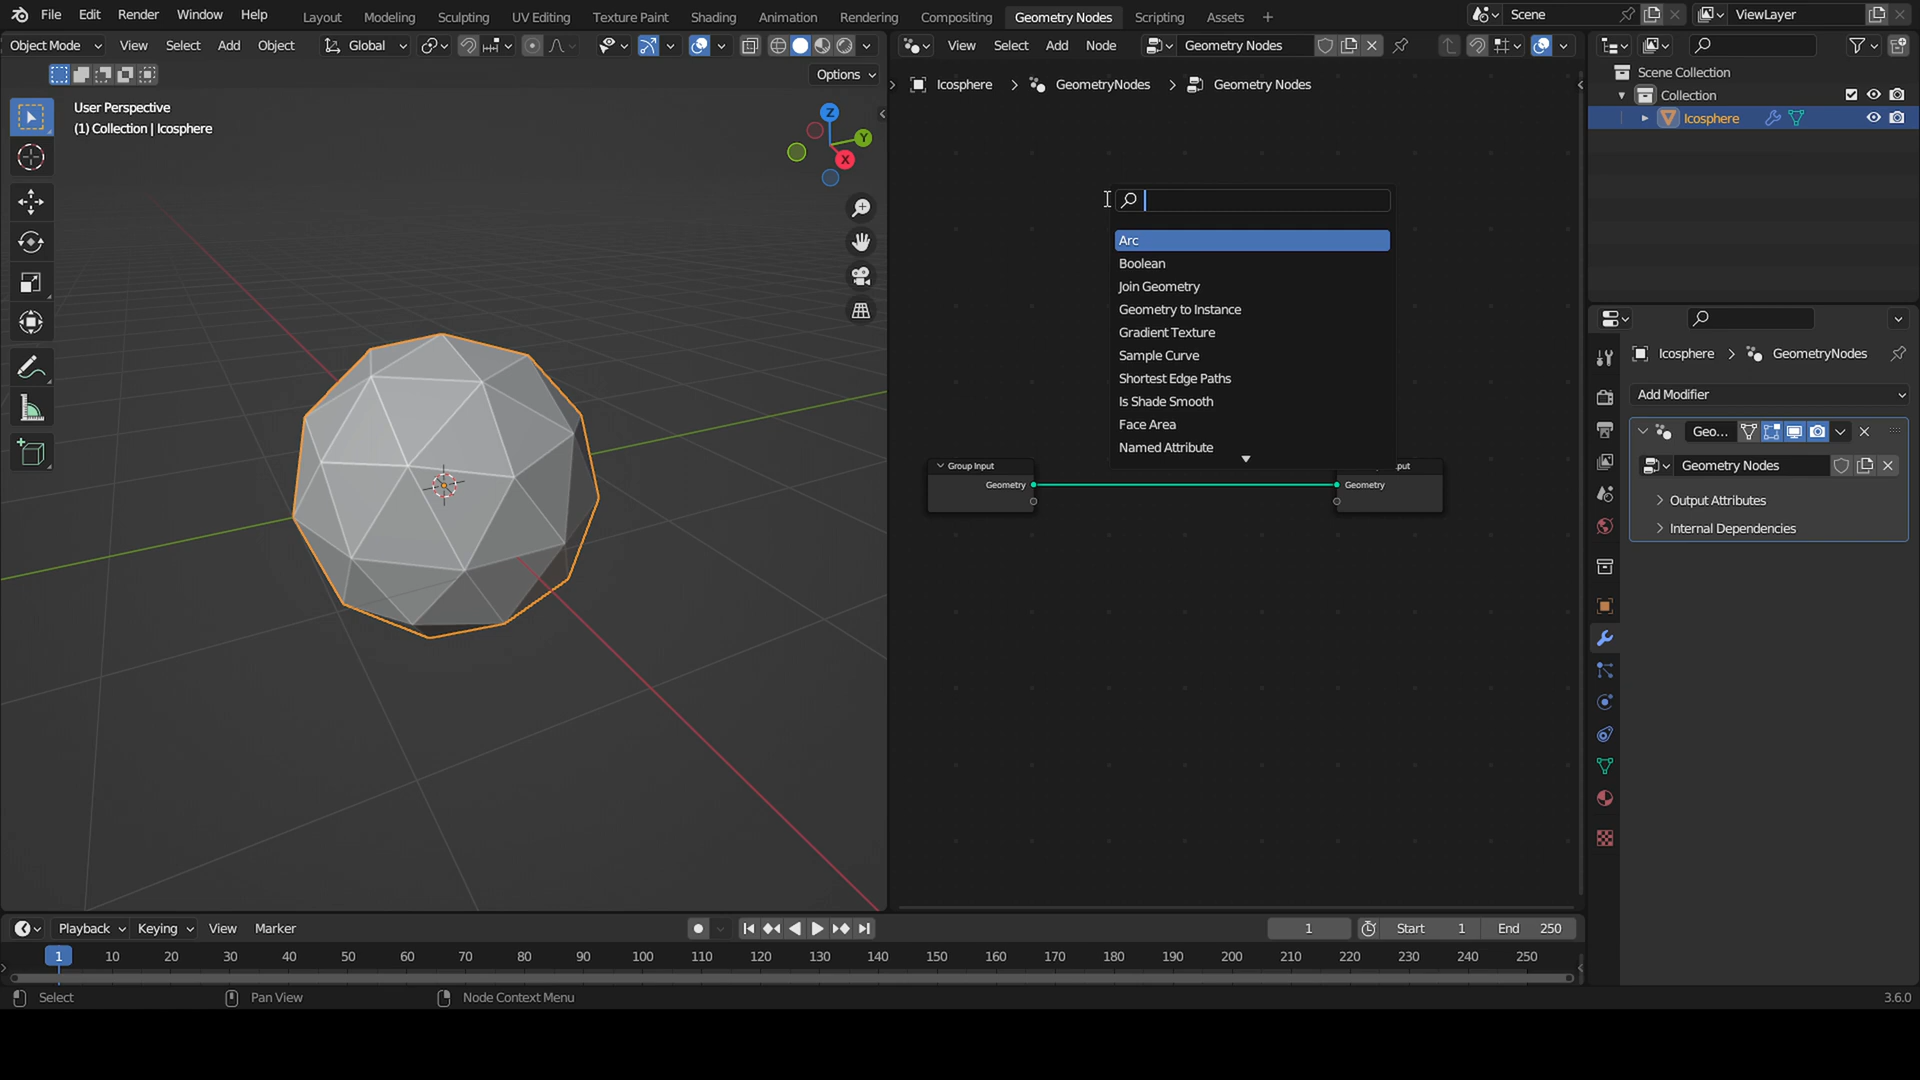 File Edit Render Window Help Layout Modeling Sculpting UV Editing Texture Paint Shading Animation Rendering Compositing Geometry Nodes Scripting Assets + Scene ViewLayer
Object Mode View Select Add Object Global
View Select Add Node Geometry Nodes
Options
User Perspective
(1) Collection | Icosphere
Z
Y
X
Icosphere > GeometryNodes > Geometry Nodes
Arc
Boolean
Join Geometry
Geometry to Instance
Gradient Texture
Sample Curve
Shortest Edge Paths
Is Shade Smooth
Face Area
Named Attribute
Group Input
Geometry
put
Geometry
Scene Collection
Collection
Icosphere
Icosphere > GeometryNodes
Add Modifier
Geo...
Geometry Nodes
Output Attributes
Internal Dependencies
Playback Keying View Marker 1 Start 1 End 250
1 10 20 30 40 50 60 70 80 90 100 110 120 130 140 150 160 170 180 190 200 210 220 230 240 250
Select Pan View Node Context Menu 3.6.0